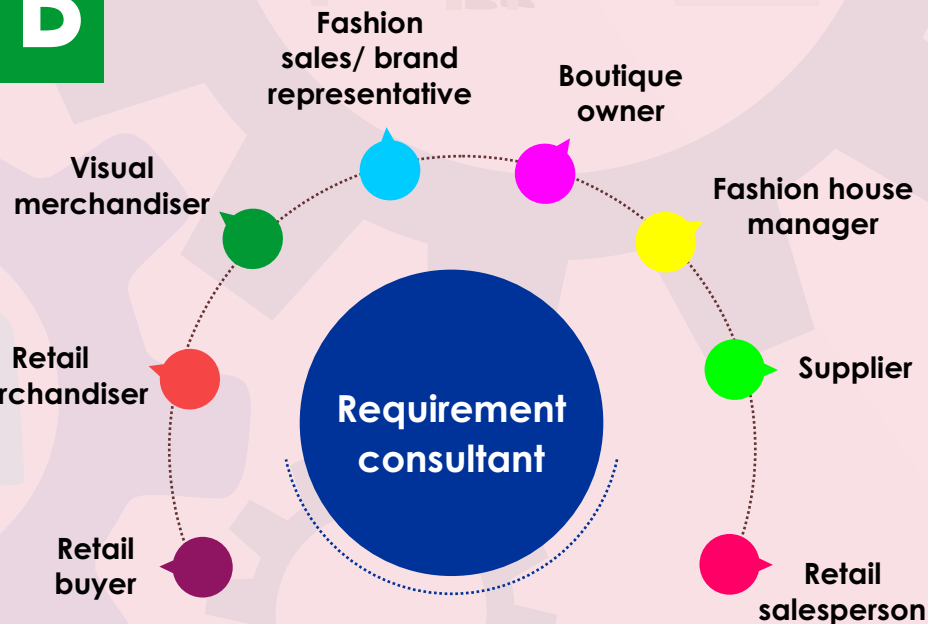 B
Fashion
sales/ brand
representative
Boutique
owner
Visual
merchandiser
Fashion house
manager
Retail
rchandiser
Supplier
Requirement
consultant
Retail
buyer
Retail
salesperson